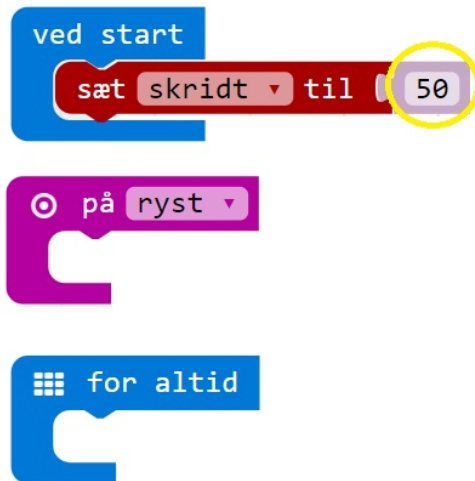 ved start
sæt skridt til 50
på ryst
for altid